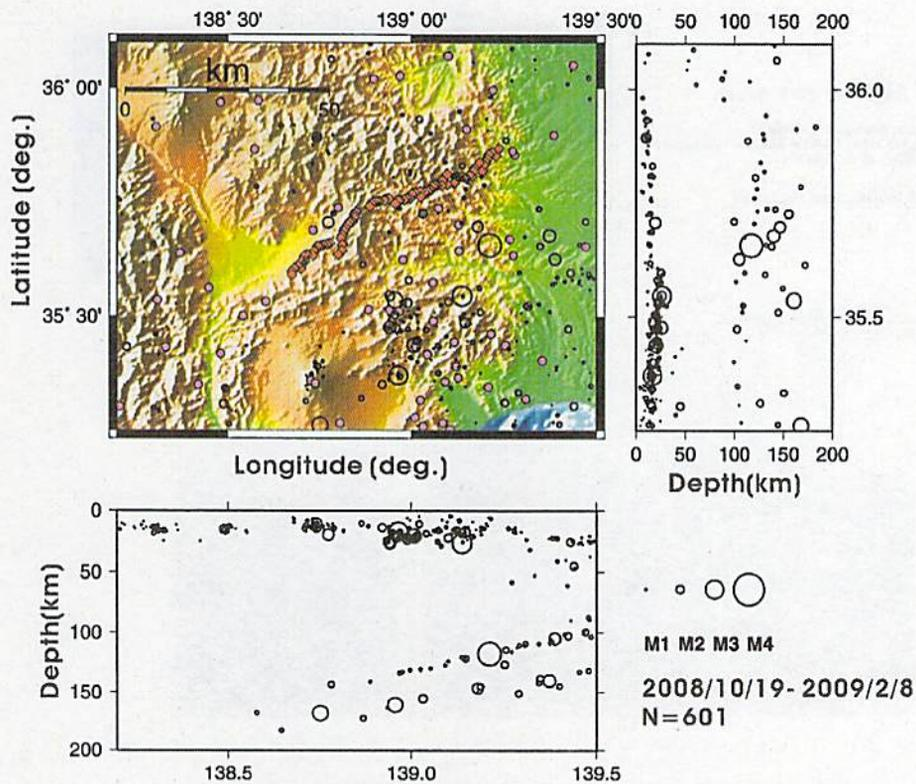 138° 30' 139° 00' 139° 30'
0 50 100 150 200
36° 00'
km
0 50
36.0
Latitude (deg.)
35° 30'
35.5
0 50 100 150 200
Longitude (deg.)
Depth(km)
0
50
100
150
200
Depth(km)
M1 M2 M3 M4
2008/10/19-2009/2/8
N=601
138.5 139.0 139.5